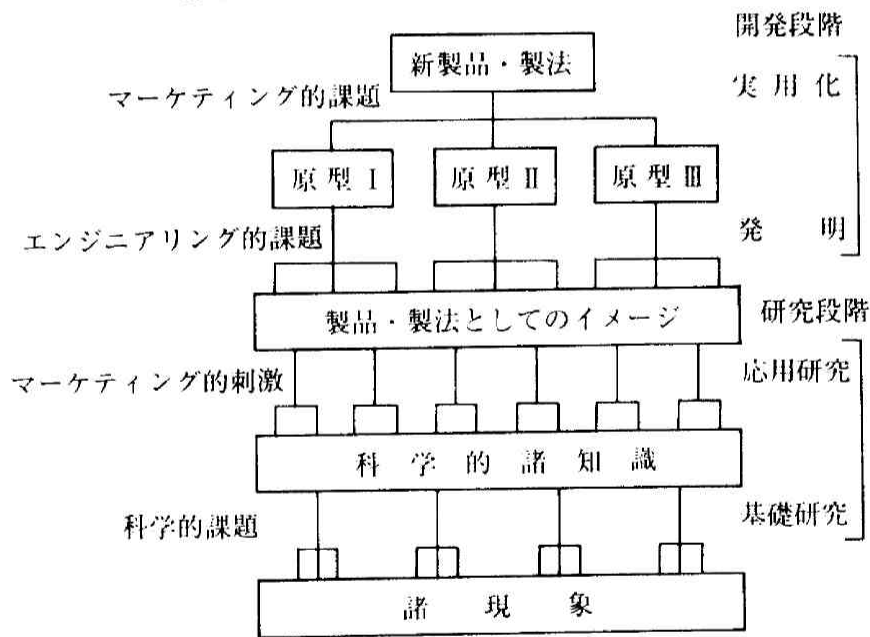 開発段階
新製品・製法
マーケティング的課題
実用化
原型Ⅰ
原型Ⅱ
原型Ⅲ
エンジニアリング的課題
発明
製品・製法としてのイメージ
研究段階
マーケティング的刺激
応用研究
科学的諸知識
科学的課題
基礎研究
諸現象